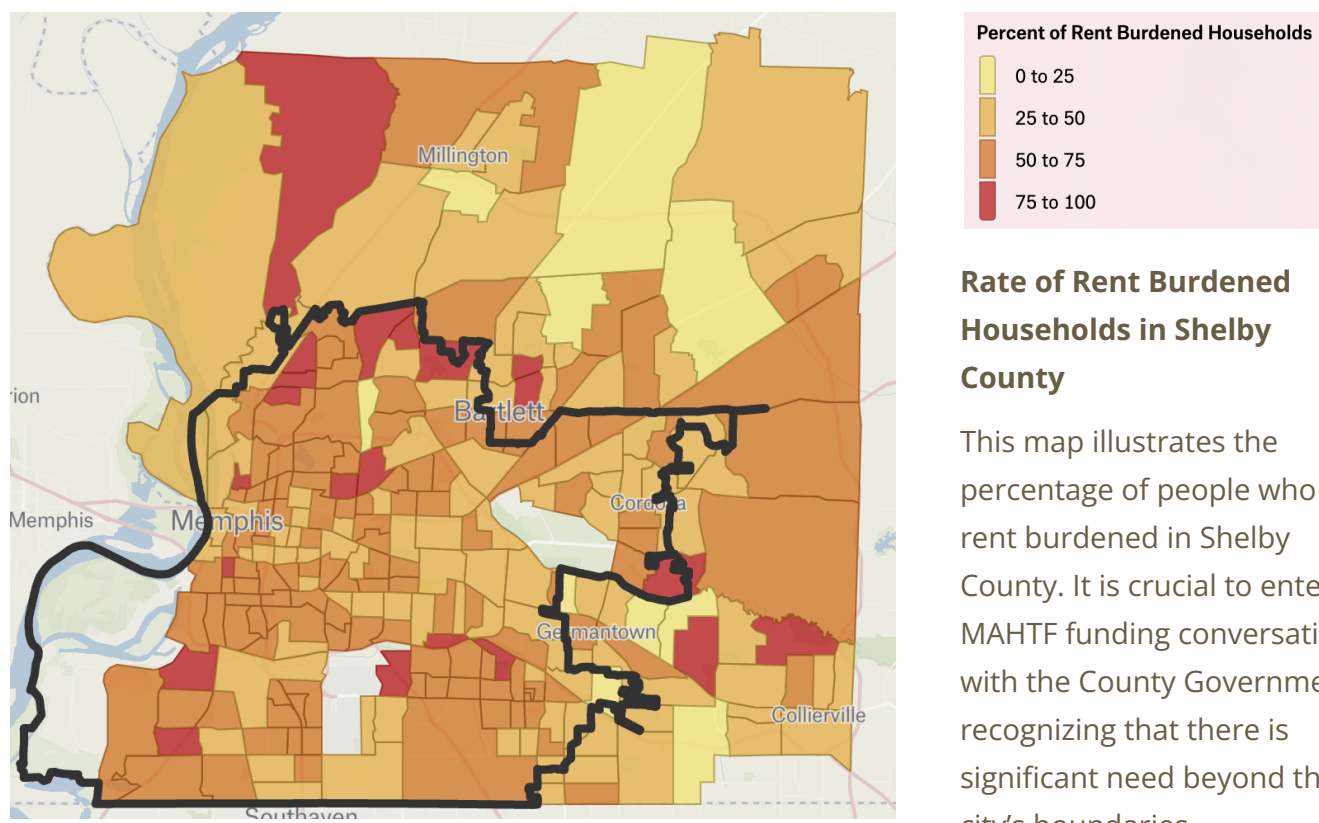 Millington
Bartlett
rion
Memphis
Memphis
Cordova
Germantown
Collierville
Southaven
Percent of Rent Burdened Households
0 to 25
25 to 50
50 to 75
75 to 100
Rate of Rent Burdened
Households in Shelby
County
This map illustrates the
percentage of people who
rent burdened in Shelby
County. It is crucial to ente
MAHTF funding conversati
with the County Governme
recognizing that there is
significant need beyond th
city's boundaries